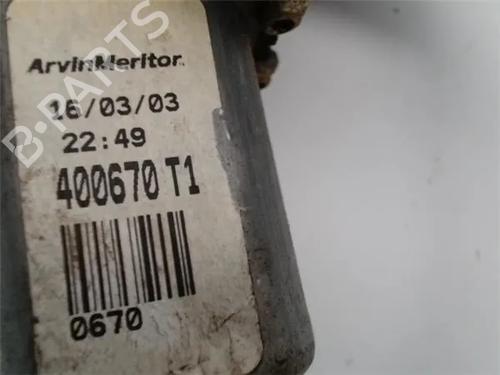 ArvinMeritor.
16/03/03
22:49
400670 T1
0670
B-PARTS